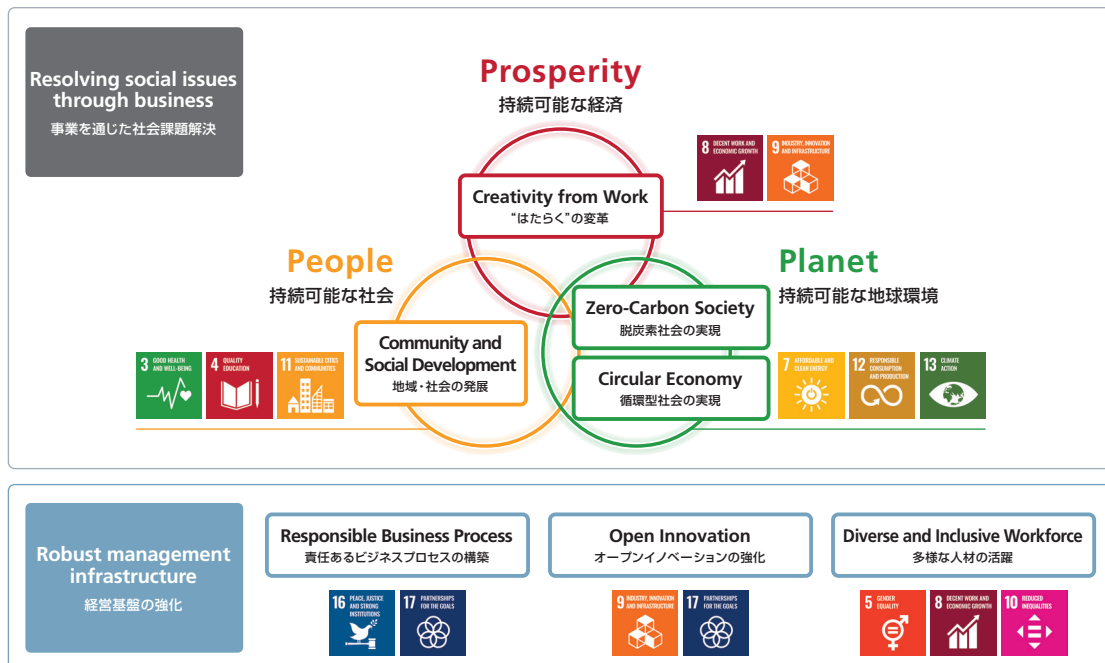 Resolving social issues
through business
事業を通じた社会課題解決
Prosperity
持続可能な経済
Creativity from Work
“はたらく”の変革
8 DECENT WORK AND
ECONOMIC GROWTH
9 INDUSTRY, INNOVATION
AND INFRASTRUCTURE
People
持続可能な社会
Community and
Social Development
地域・社会の発展
3 GOOD HEALTH
AND WELL-BEING
4 QUALITY
EDUCATION
11 SUSTAINABLE CITIES
AND COMMUNITIES
Planet
持続可能な地球環境
Zero-Carbon Society
脱炭素社会の実現
Circular Economy
循環型社会の実現
7 AFFORDABLE AND
CLEAN ENERGY
12 RESPONSIBLE
CONSUMPTION
AND PRODUCTION
13 CLIMATE
ACTION
Robust management
infrastructure
経営基盤の強化
Responsible Business Process
責任あるビジネスプロセスの構築
16 PEACE, JUSTICE
AND STRONG
INSTITUTIONS
17 PARTNERSHIPS
FOR THE GOALS
Open Innovation
オープンイノベーションの強化
9 INDUSTRY, INNOVATION
AND INFRASTRUCTURE
17 PARTNERSHIPS
FOR THE GOALS
Diverse and Inclusive Workforce
多様な人材の活躍
5 GENDER
EQUALITY
8 DECENT WORK AND
ECONOMIC GROWTH
10 REDUCED
INEQUALITIES